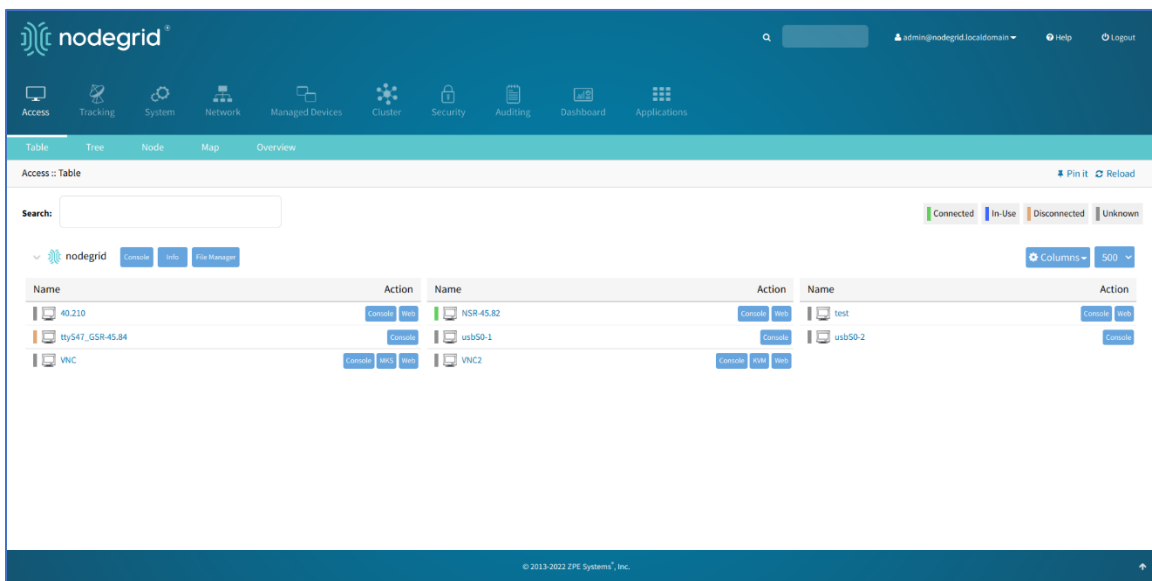 nodegrid®
admin@nodegrid.localdomain Help Logout
Access Tracking System Network Managed Devices Cluster Security Auditing Dashboard Applications
Table Tree Node Map Overview
Access :: Table Pin it Reload
Search: Connected In-Use Disconnected Unknown
nodegrid Console Info File Manager Columns 500
Name Action Name Action Name Action
40.210 Console Web NSR-45.82 Console Web test Console Web
ttyS47_GSR-45.84 Console usbS0-1 Console usbS0-2 Console
VNC Console MKS Web VNC2 Console KVM Web
© 2013-2022 ZPE Systems®, Inc.